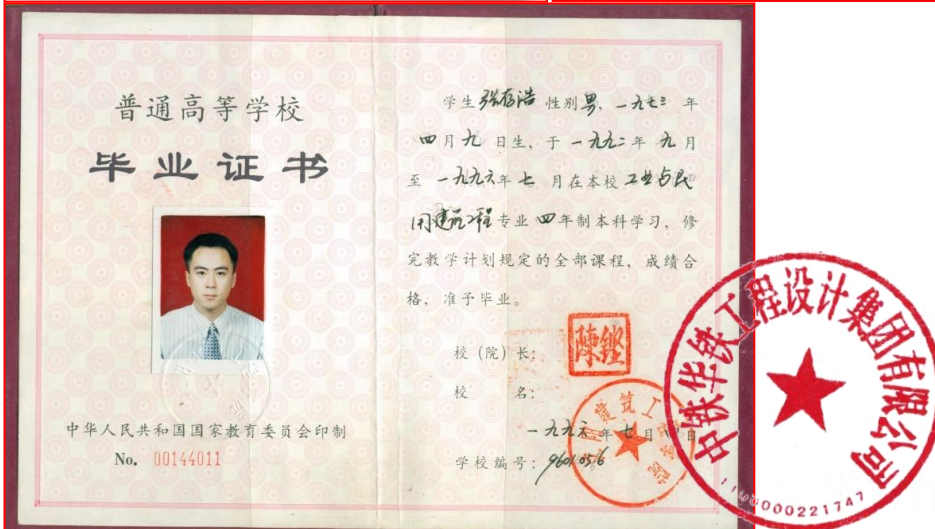 普通高等学校
毕业证书
中华人民共和国国家教育委员会印制
No. 00144011
学生张存浩 性别男，一九七三 年
四月九日生，于一九九二年九月
至一九九六年七月在本校工业与民
用建筑工程专业四年制本科学习，修
完教学计划规定的全部课程，成绩合
格，准予毕业。
校（院）长：
陳鏗
校 名：
建筑工
一九九六年七月 日
学校编号：9601056
中铁华铁工程设计集团有限公司
000221747